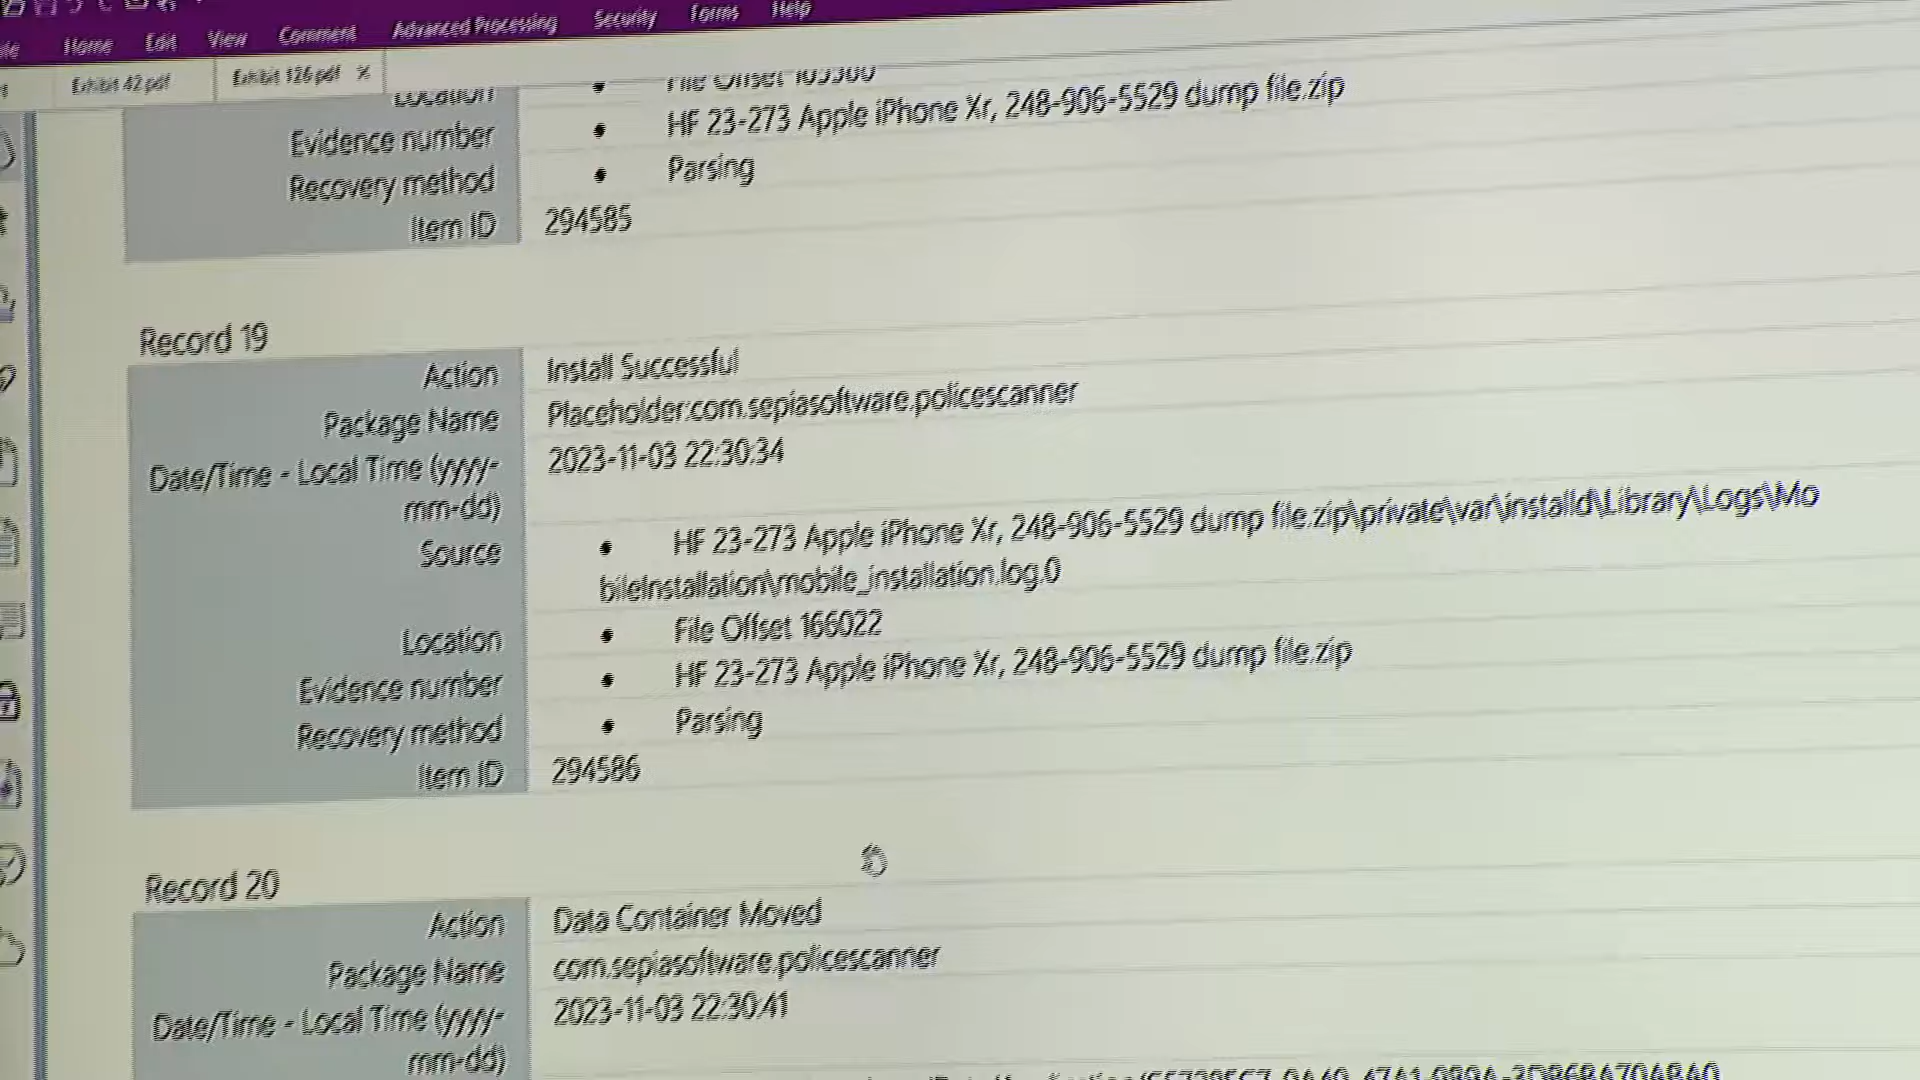 Home Edit View Comment Advanced Processing Security Forms Help
Exhibit 42.pdf Exhibit 126.pdf ×
Location • File Offset
Evidence number • HF 23-273 Apple iPhone Xr, 248-906-5529 dump file.zip
Recovery method • Parsing
Item ID 294585
Record 19
Action Install Successful
Package Name Placeholder:com.sepiasoftware.policescanner
Date/Time - Local Time (yyyy- 2023-11-03 22:30:34
mm-dd)
Source • HF 23-273 Apple iPhone Xr, 248-906-5529 dump file.zip\private\var\installd\Library\Logs\Mo
bileInstallation\mobile_installation.log.0
Location • File Offset 166022
Evidence number • HF 23-273 Apple iPhone Xr, 248-906-5529 dump file.zip
Recovery method • Parsing
Item ID 294586
Record 20
Action Data Container Moved
Package Name com.sepiasoftware.policescanner
Date/Time - Local Time (yyyy- 2023-11-03 22:30:41
mm-dd)